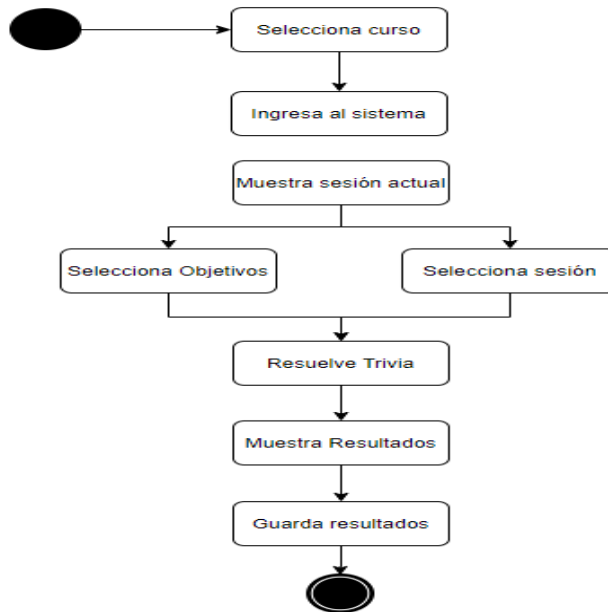 Selecciona curso
Ingresa al sistema
Muestra sesión actual
Selecciona Objetivos
Selecciona sesión
Resuelve Trivia
Muestra Resultados
Guarda resultados